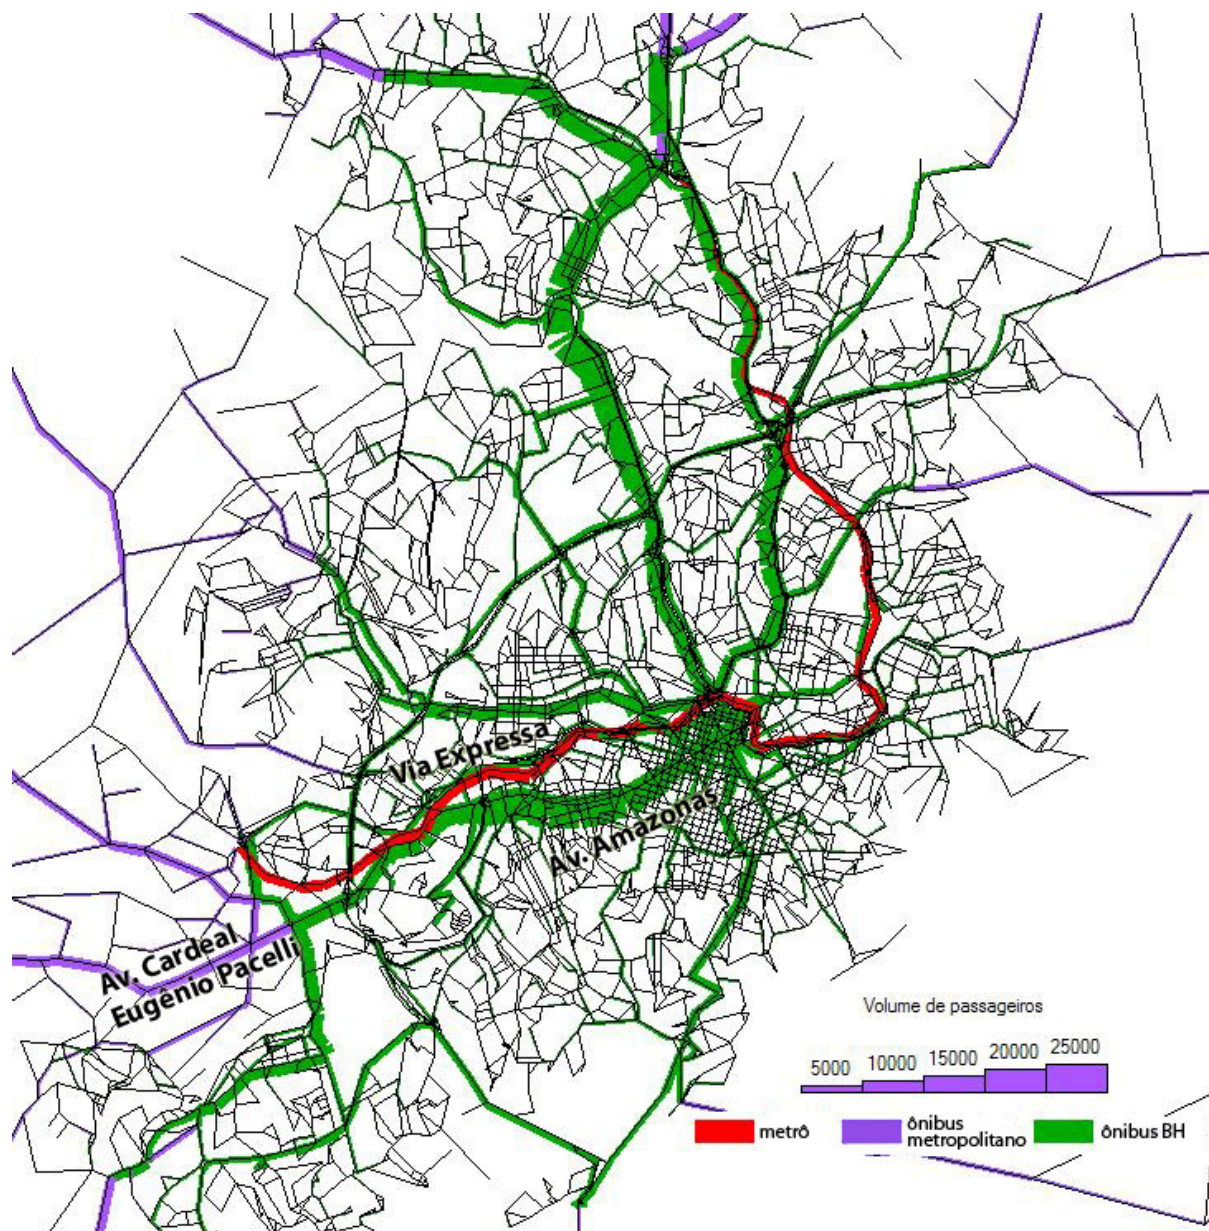 Via Expressa
Av. Amazonas
Av. Cardeal
Eugênio Pacelli
Volume de passageiros
5000 10000 15000 20000 25000
metrô
ônibus
metropolitano
ônibus BH